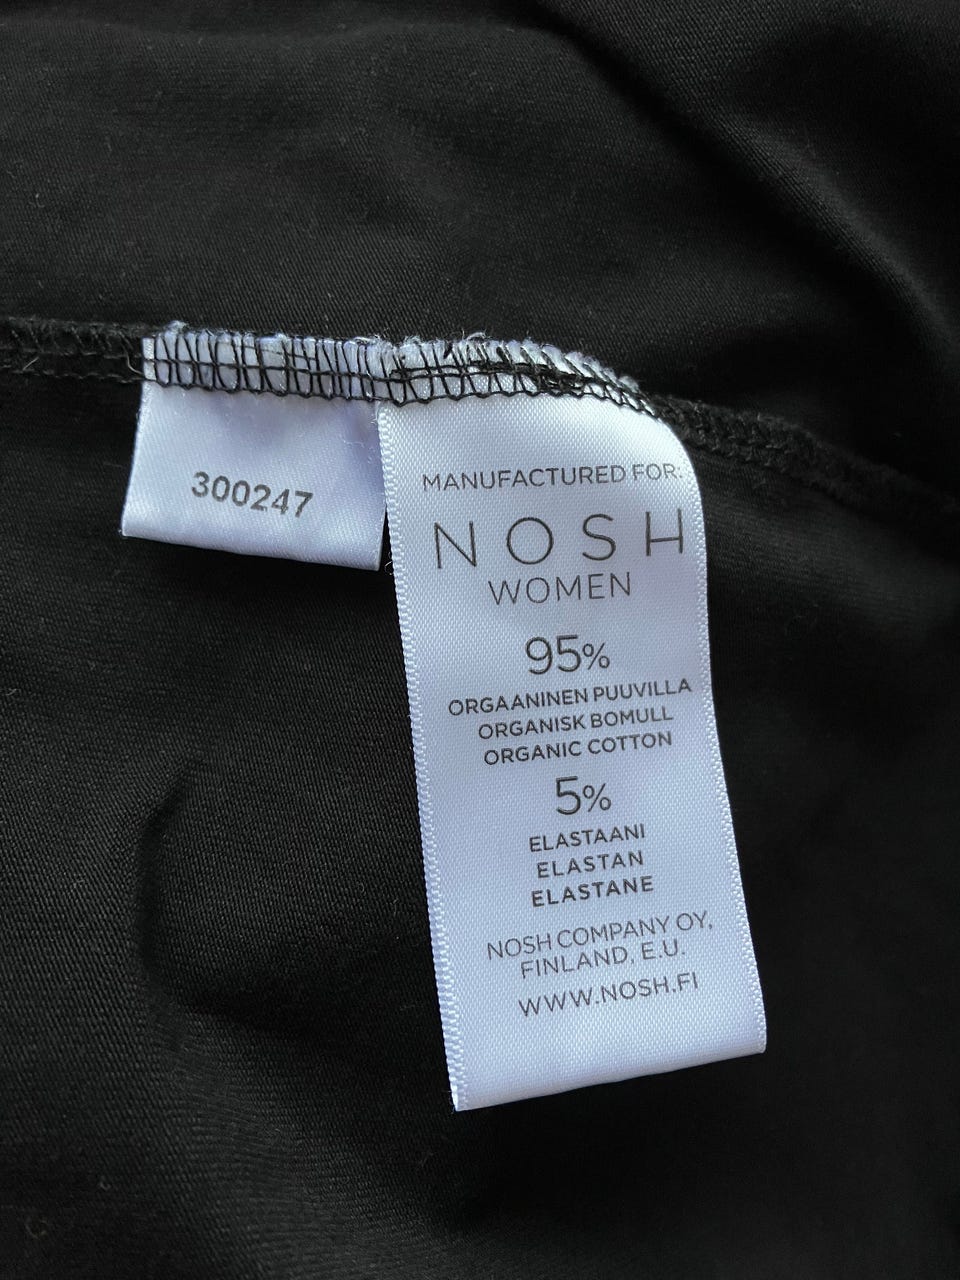 300247
MANUFACTURED FOR:
NOSH
WOMEN
95%
ORGAANINEN PUUVILLA
ORGANISK BOMULL
ORGANIC COTTON
5%
ELASTAANI
ELASTAN
ELASTANE
NOSH COMPANY OY,
FINLAND, E.U.
WWW.NOSH.FI